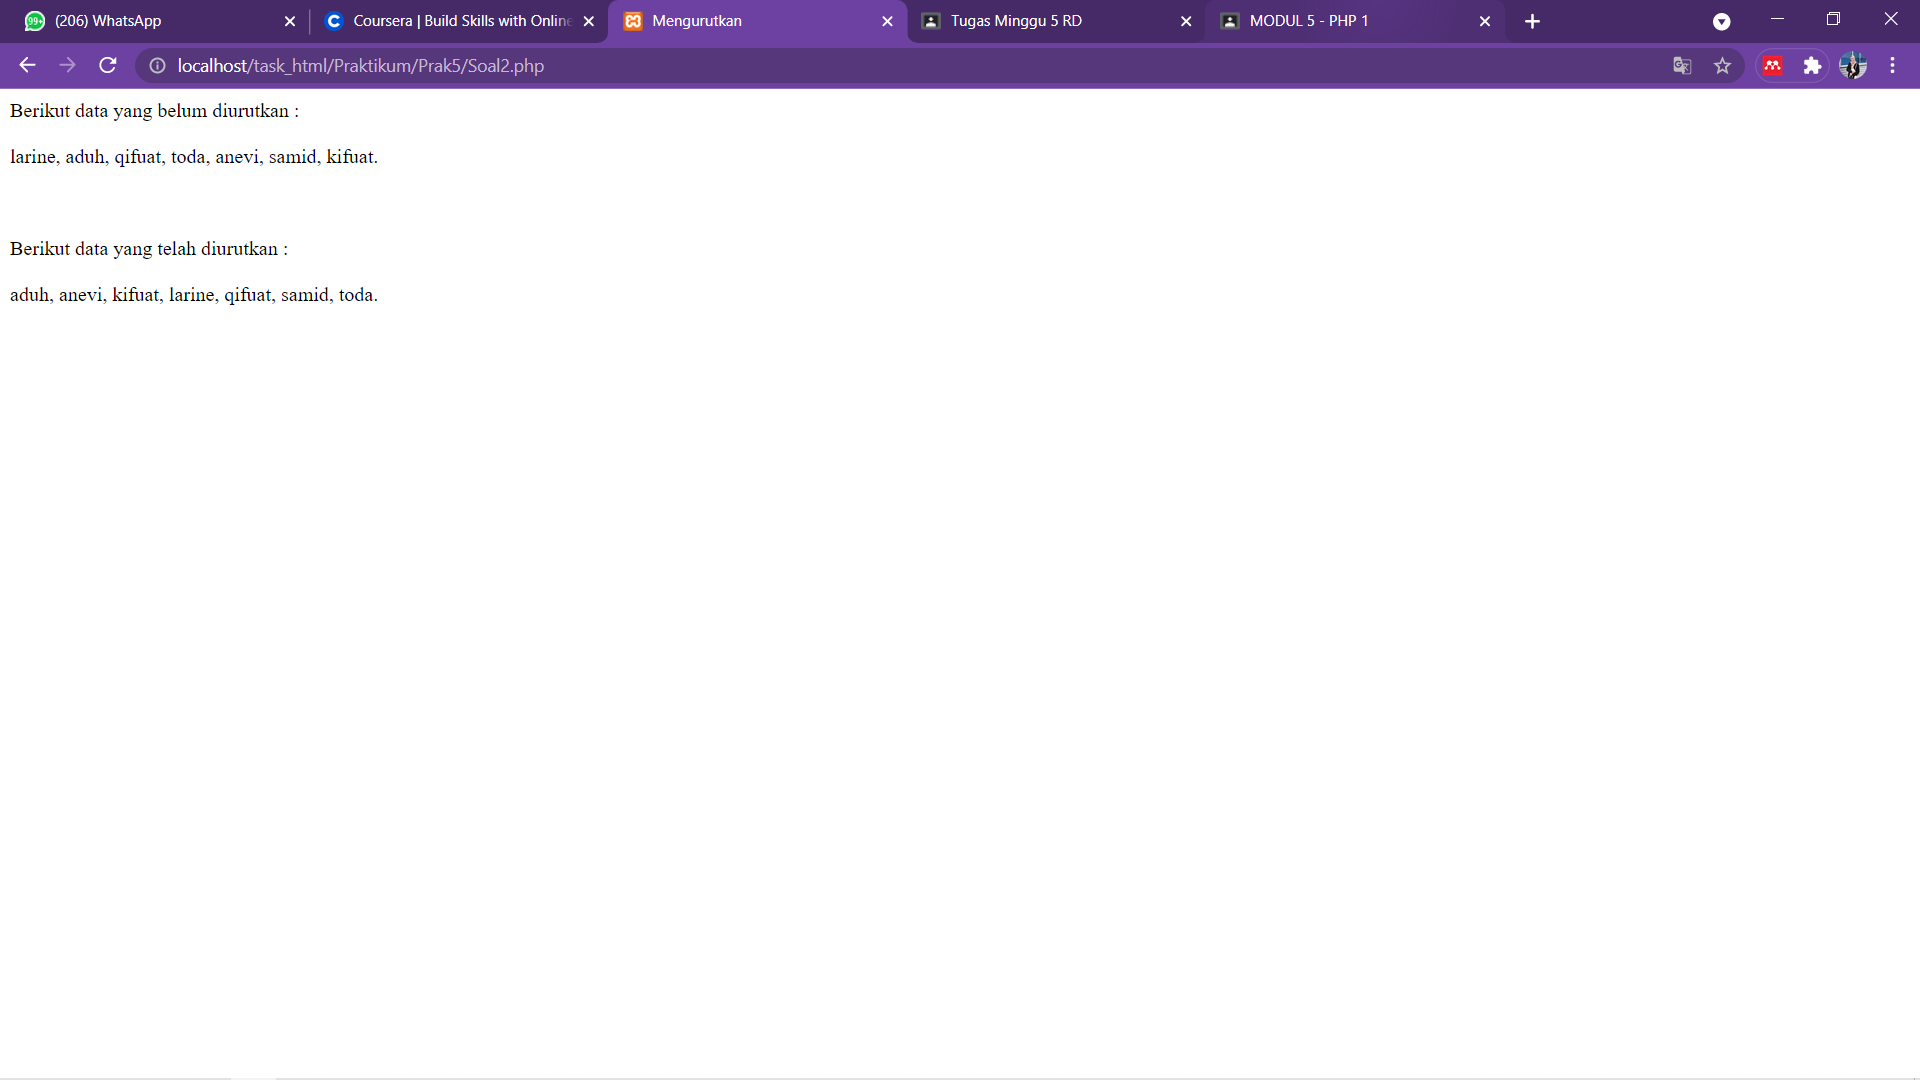 99+ (206) WhatsApp
Coursera | Build Skills with Online
Mengurutkan
Tugas Minggu 5 RD
MODUL 5 - PHP 1
localhost/task_html/Praktikum/Prak5/Soal2.php
Berikut data yang belum diurutkan :
larine, aduh, qifuat, toda, anevi, samid, kifuat.
Berikut data yang telah diurutkan :
aduh, anevi, kifuat, larine, qifuat, samid, toda.